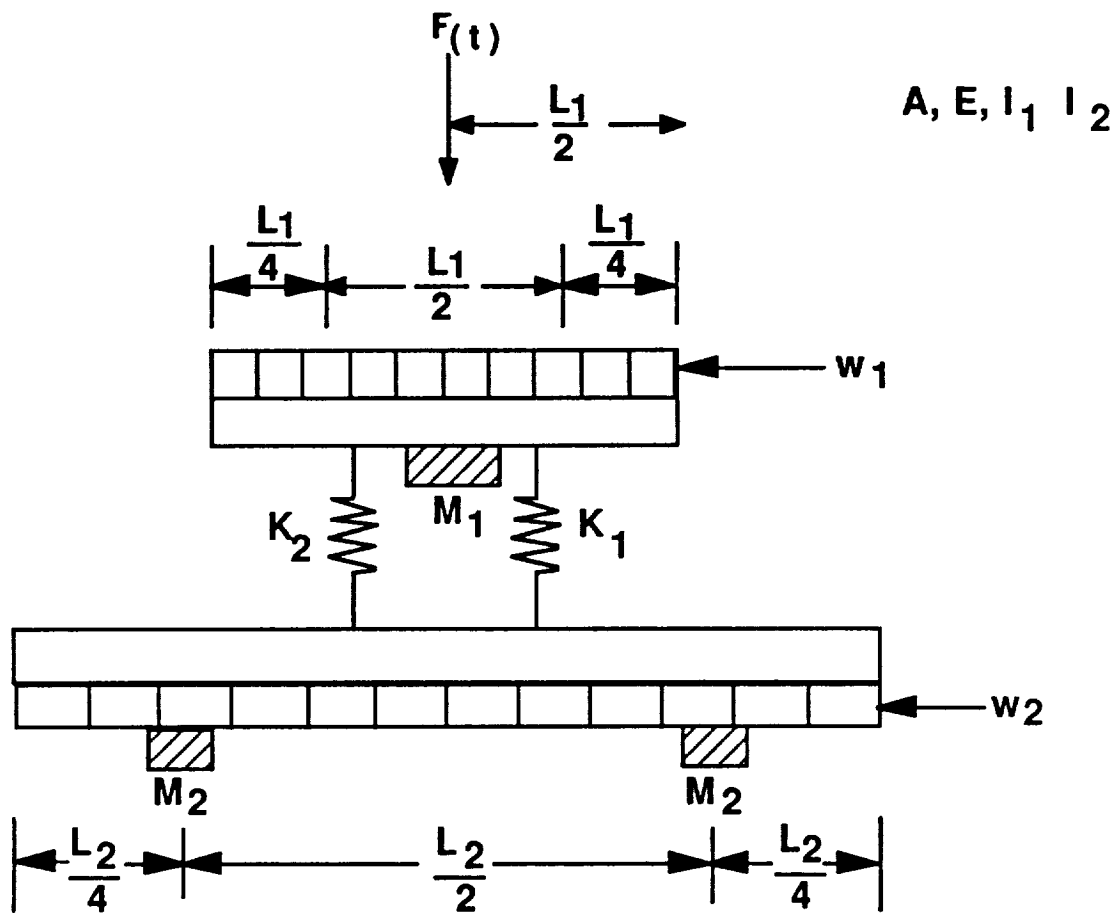 F(t)
L1/2
A, E, I1 I2
L1/4
L1/2
L1/4
w1
M1
K2
K1
w2
M2
M2
L2/4
L2/2
L2/4